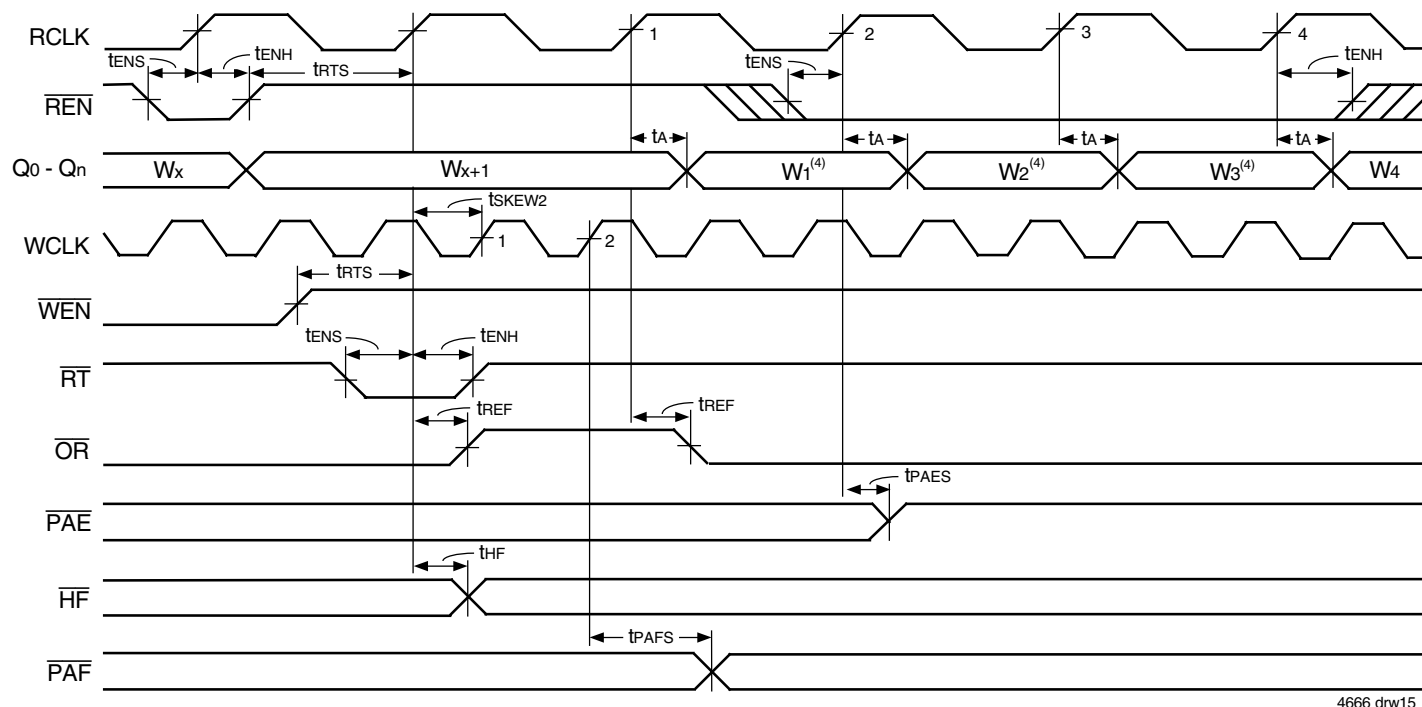 RCLK
1
2
3
4
tENS
tENH
tRTS
tENS
tENH
REN
tA
tA
tA
tA
Q0 - Qn
Wx
Wx+1
W1(4)
W2(4)
W3(4)
W4
tSKEW2
WCLK
1
2
tRTS
WEN
tENS
tENH
RT
tREF
tREF
OR
tPAES
PAE
tHF
HF
tPAFS
PAF
4666 drw15